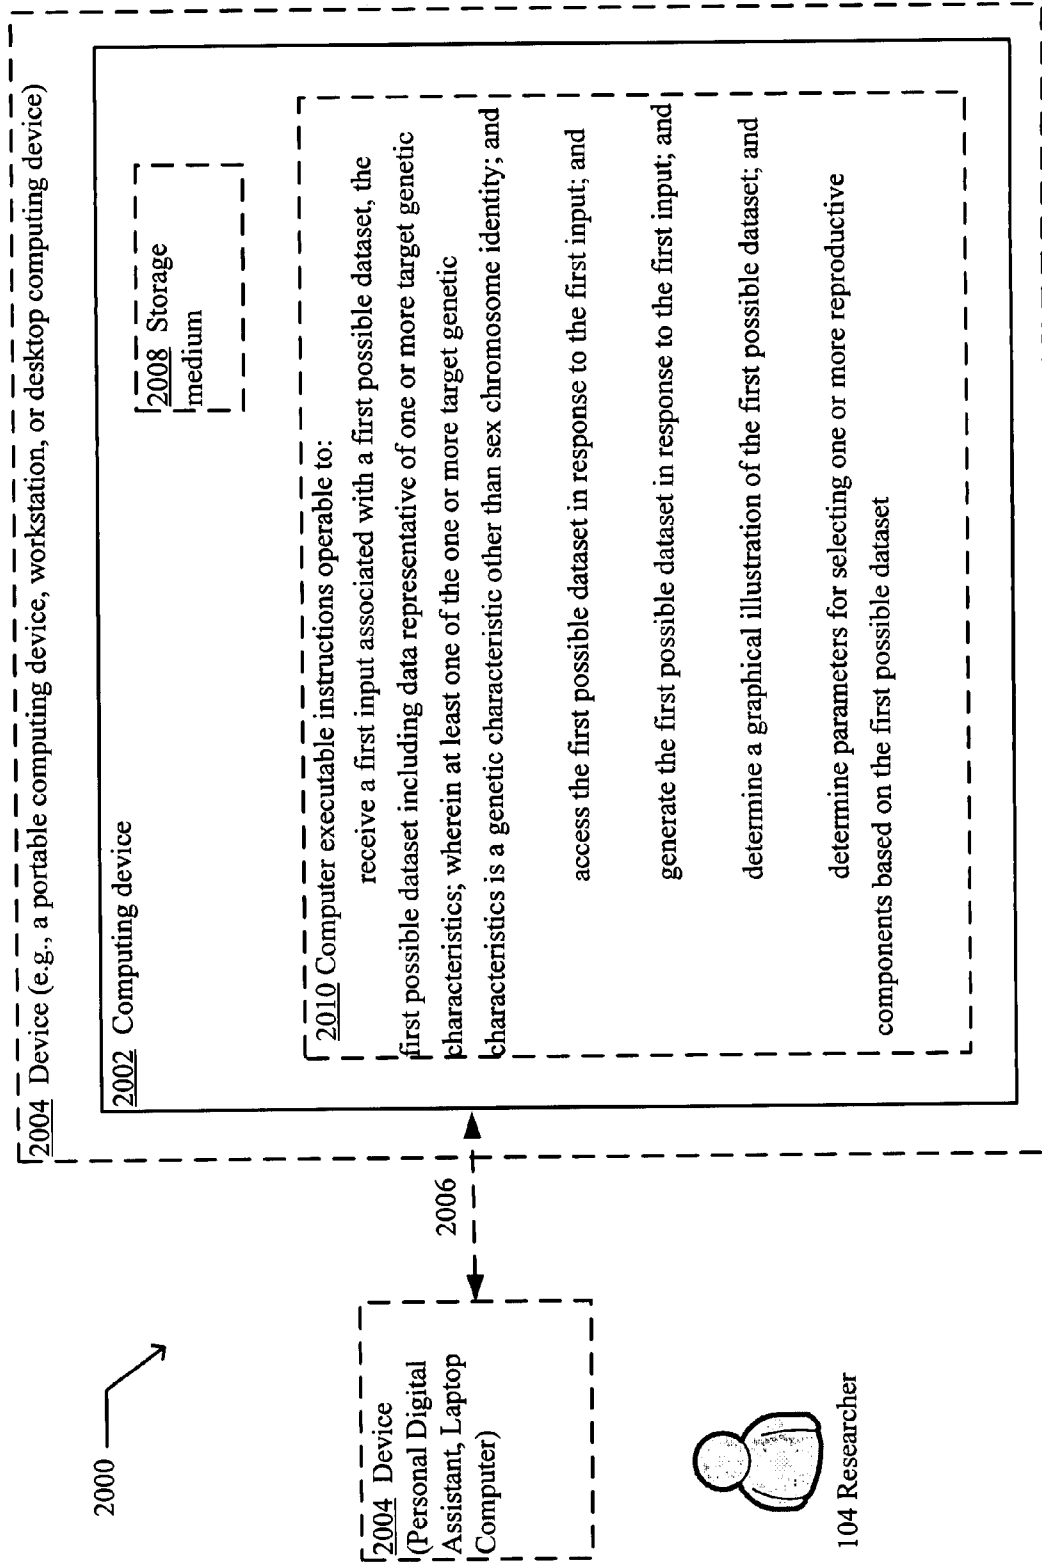 2000
2004 Device (e.g., a portable computing device, workstation, or desktop computing device)
2002 Computing device
2008 Storage
medium
2010 Computer executable instructions operable to:
receive a first input associated with a first possible dataset, the
first possible dataset including data representative of one or more target genetic
characteristics; wherein at least one of the one or more target genetic
characteristics is a genetic characteristic other than sex chromosome identity; and
access the first possible dataset in response to the first input; and
generate the first possible dataset in response to the first input; and
determine a graphical illustration of the first possible dataset; and
determine parameters for selecting one or more reproductive
components based on the first possible dataset
2006
2004 Device
(Personal Digital
Assistant, Laptop
Computer)
104 Researcher